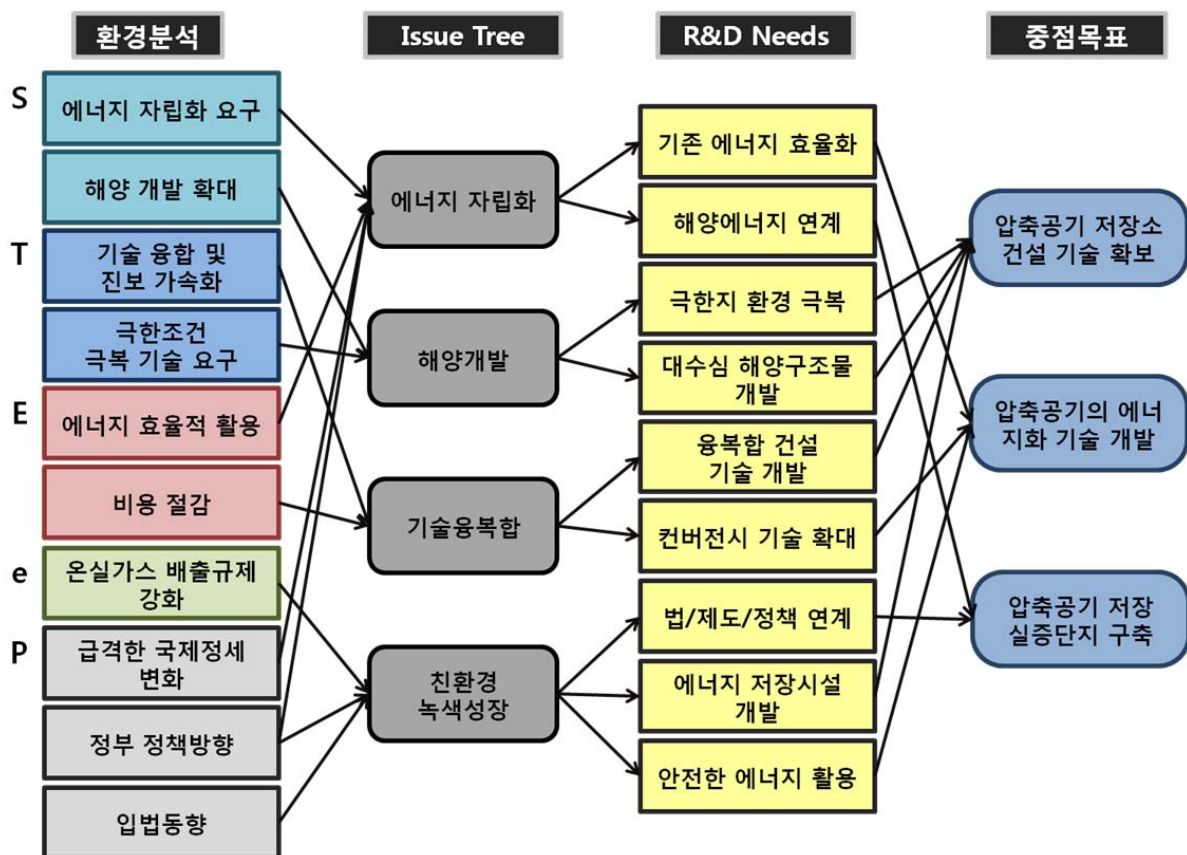 환경분석
Issue Tree
R&D Needs
중점목표
S
에너지 자립화 요구
해양 개발 확대
T
기술 융합 및
진보 가속화
극한조건
극복 기술 요구
E
에너지 효율적 활용
비용 절감
e
온실가스 배출규제
강화
P
급격한 국제정세
변화
정부 정책방향
입법동향
에너지 자립화
해양개발
기술융복합
친환경
녹색성장
기존 에너지 효율화
해양에너지 연계
극한지 환경 극복
대수심 해양구조물
개발
융복합 건설
기술 개발
컨버전시 기술 확대
법/제도/정책 연계
에너지 저장시설
개발
안전한 에너지 활용
압축공기 저장소
건설 기술 확보
압축공기의 에너
지화 기술 개발
압축공기 저장
실증단지 구축